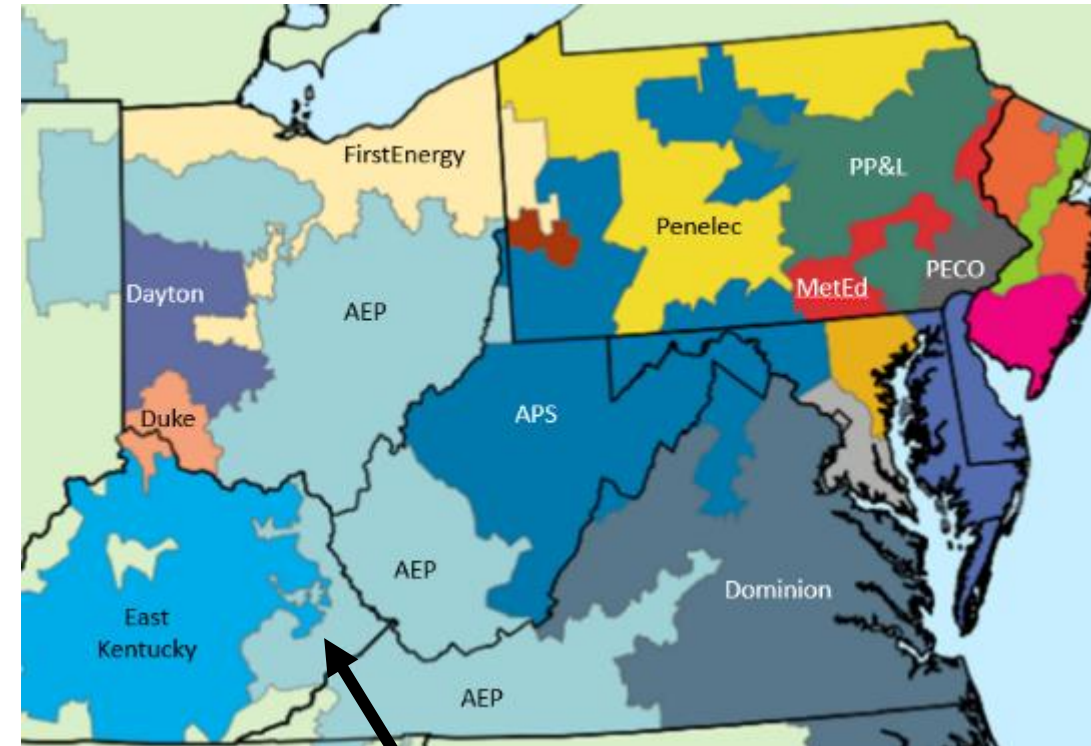 FirstEnergy
PP&L
Penelec
PECO
MetEd
Dayton
AEP
Duke
APS
AEP
Dominion
East
Kentucky
AEP